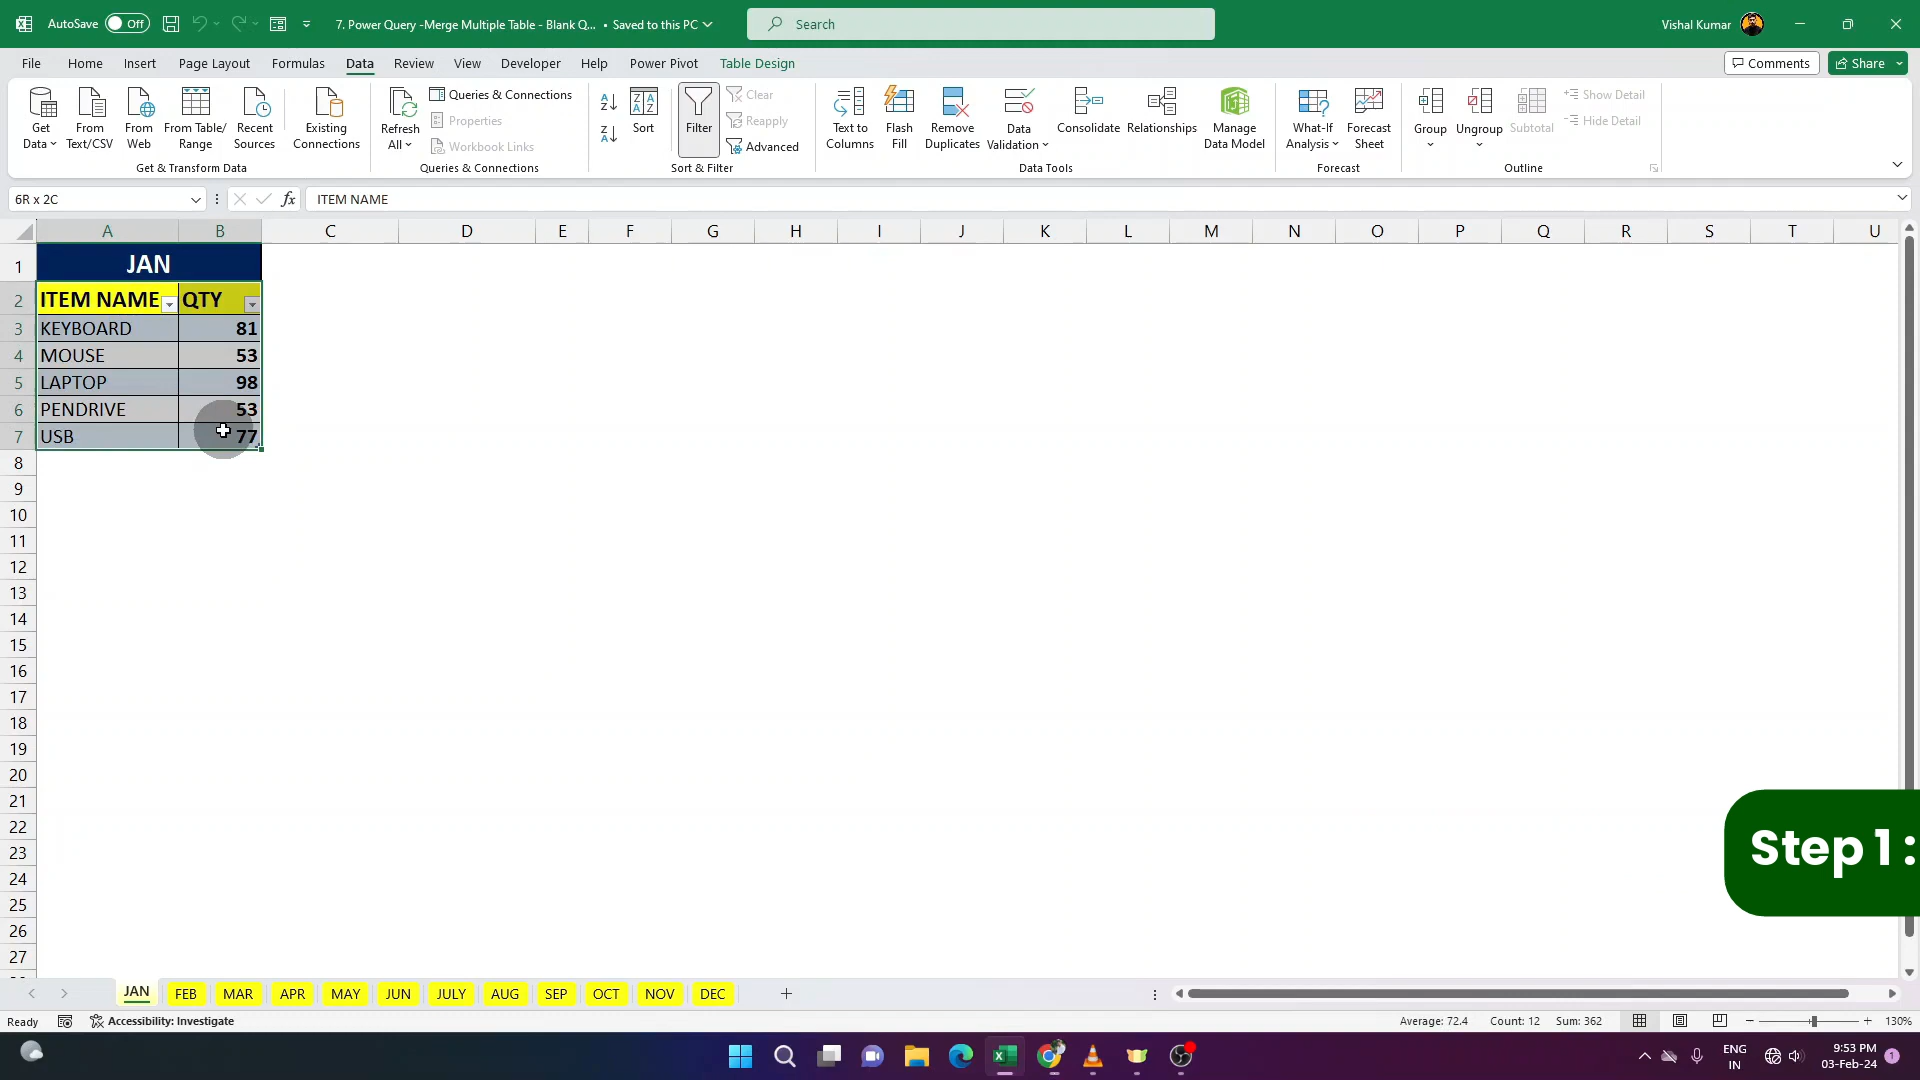 AutoSave Off 7. Power Query -Merge Multiple Table - Blank Q... • Saved to this PC Search Vishal Kumar
File Home Insert Page Layout Formulas Data Review View Developer Help Power Pivot Table Design Comments Share
Get Data From Text/CSV From Web From Table/ Range Recent Sources Existing Connections
Get & Transform Data
Refresh All Queries & Connections Properties Workbook Links
Queries & Connections
Sort Filter Clear Reapply Advanced
Sort & Filter
Text to Columns Flash Fill Remove Duplicates Data Validation Consolidate Relationships Manage Data Model
Data Tools
What-If Analysis Forecast Sheet
Forecast
Group Ungroup Subtotal Show Detail Hide Detail
Outline
6R x 2C fx ITEM NAME
A B C D E F G H I J K L M N O P Q R S T U
1 JAN
2 ITEM NAME QTY
3 KEYBOARD 81
4 MOUSE 53
5 LAPTOP 98
6 PENDRIVE 53
7 USB 77
8
9
10
11
12
13
14
15
16
17
18
19
20
21
22
23
24
25
26
27
Step 1 :
JAN FEB MAR APR MAY JUN JULY AUG SEP OCT NOV DEC
Ready Accessibility: Investigate Average: 72.4 Count: 12 Sum: 362 130%
ENG IN 9:53 PM 03-Feb-24 1